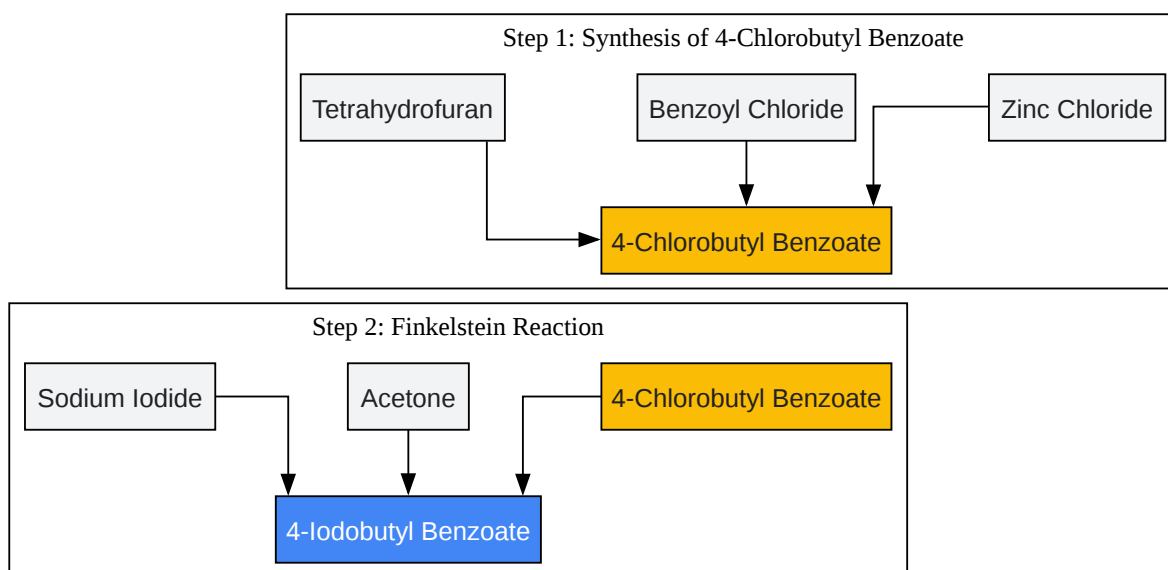 Step 1: Synthesis of 4-Chlorobutyl Benzoate
Tetrahydrofuran
Benzoyl Chloride
Zinc Chloride
4-Chlorobutyl Benzoate
Step 2: Finkelstein Reaction
Sodium Iodide
Acetone
4-Chlorobutyl Benzoate
4-Iodobutyl Benzoate